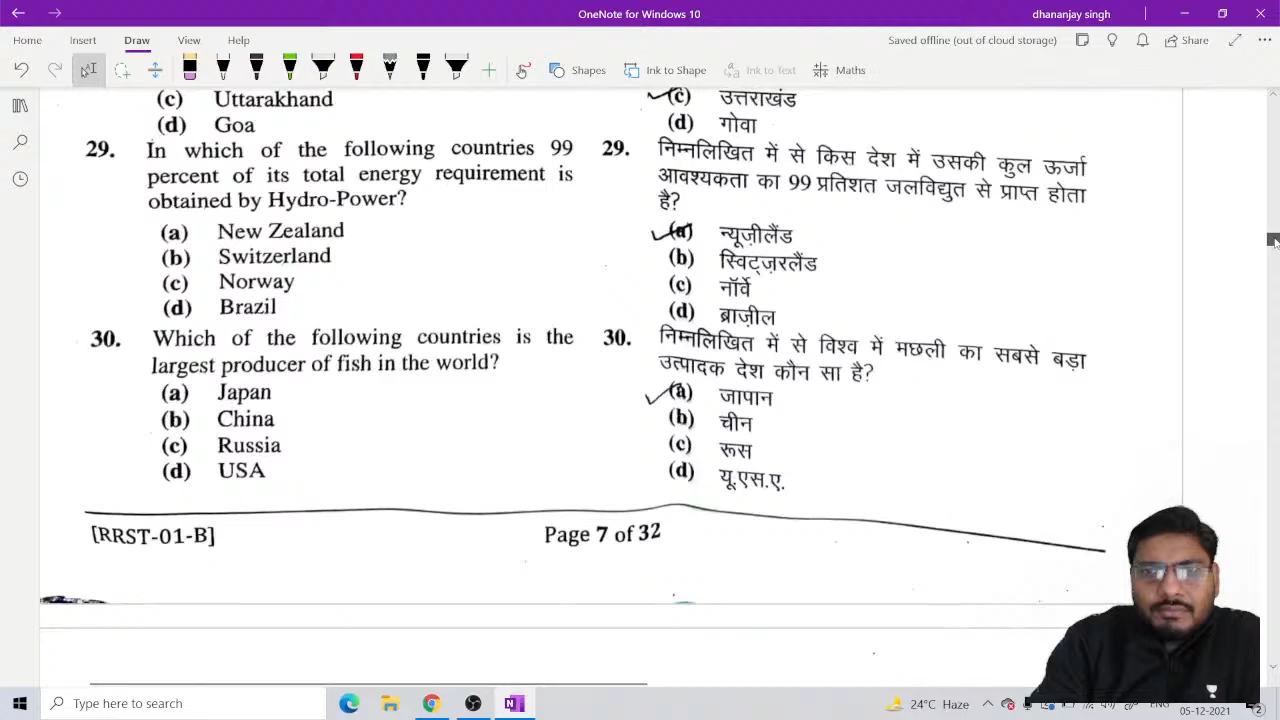 OneNote for Windows 10
dhananjay singh
Home
Insert
Draw
View
Help
Saved offline (out of cloud storage)
Share
Shapes
Ink to Shape
Ink to Text
Maths
(c) Uttarakhand
(d) Goa
29. In which of the following countries 99
percent of its total energy requirement is
obtained by Hydro-Power?
(a) New Zealand
(b) Switzerland
(c) Norway
(d) Brazil
30. Which of the following countries is the
largest producer of fish in the world?
(a) Japan
(b) China
(c) Russia
(d) USA
(c) उत्तराखंड
(d) गोवा
29. निम्नलिखित में से किस देश में उसकी कुल ऊर्जा
आवश्यकता का 99 प्रतिशत जलविद्युत से प्राप्त होता
है?
(a) न्यूज़ीलैंड
(b) स्विट्ज़रलैंड
(c) नॉर्वे
(d) ब्राज़ील
30. निम्नलिखित में से विश्व में मछली का सबसे बड़ा
उत्पादक देश कौन सा है?
(a) जापान
(b) चीन
(c) रूस
(d) यू.एस.ए.
[RRST-01-B]
Page 7 of 32
Type here to search
24°C Haze
05-12-2021